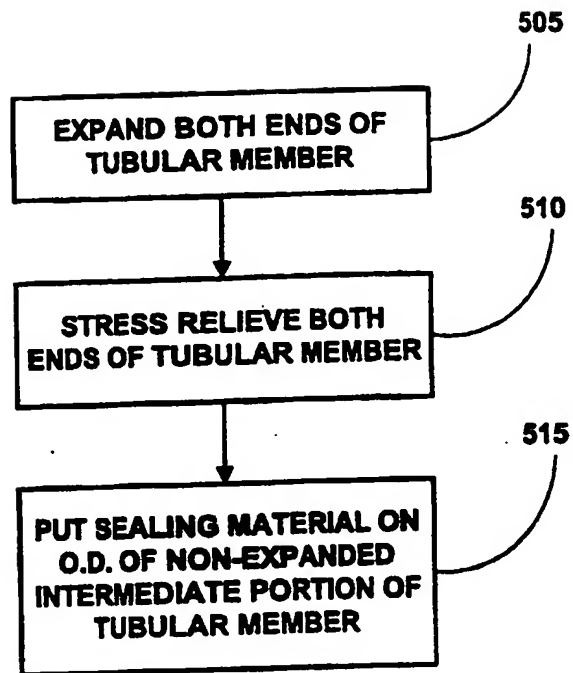 505
EXPAND BOTH ENDS OF
TUBULAR MEMBER
510
STRESS RELIEVE BOTH
ENDS OF TUBULAR MEMBER
515
PUT SEALING MATERIAL ON
O.D. OF NON-EXPANDED
INTERMEDIATE PORTION OF
TUBULAR MEMBER